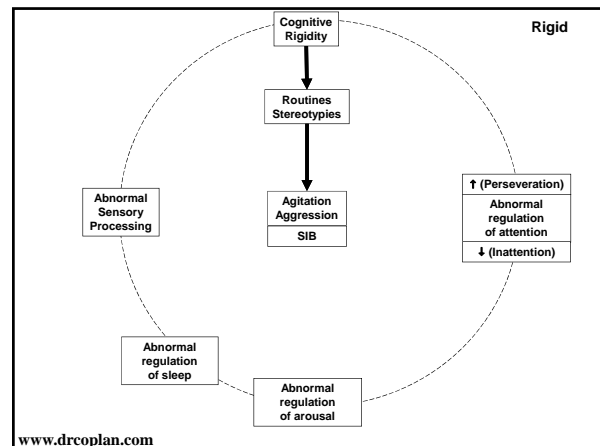 Rigid
Cognitive
Rigidity
Routines
Stereotypies
Agitation
Aggression
SIB
Abnormal
Sensory
Processing
↑ (Perseveration)
Abnormal
regulation
of attention
↓ (Inattention)
Abnormal
regulation
of sleep
Abnormal
regulation
of arousal
www.drcoplan.com